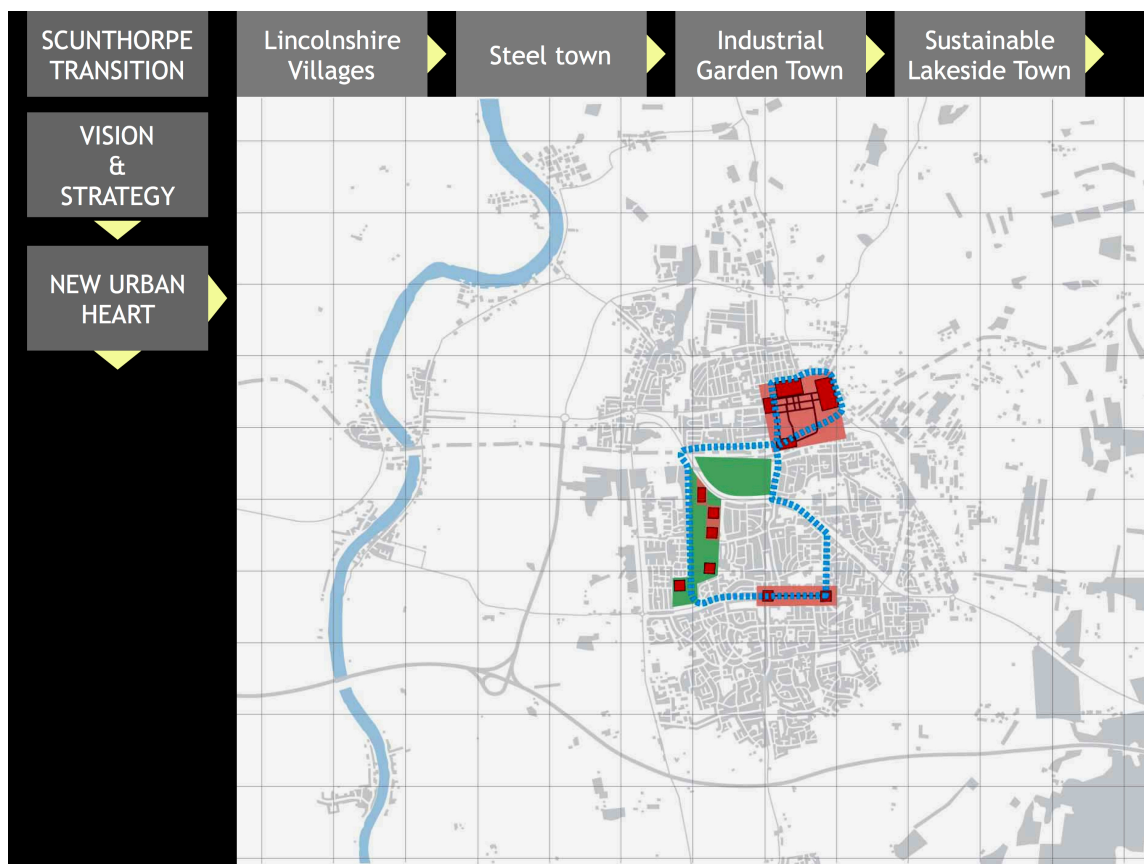 SCUNTHORPE
TRANSITION
Lincolnshire
Villages
Steel town
Industrial
Garden Town
Sustainable
Lakeside Town
VISION
&
STRATEGY
NEW URBAN
HEART